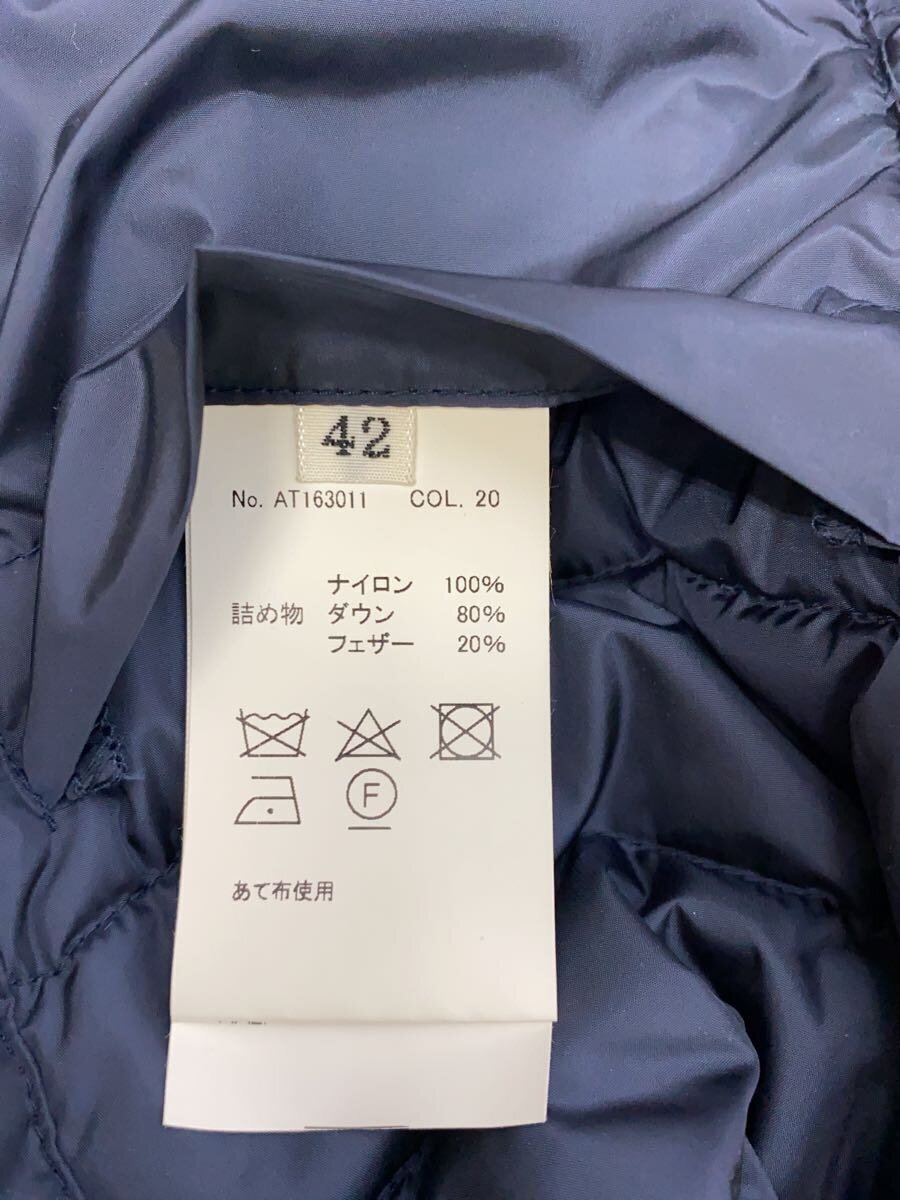 42
No. AT163011 COL. 20
ナイロン 100%
詰め物 ダウン 80%
フェザー 20%
F
あて布使用